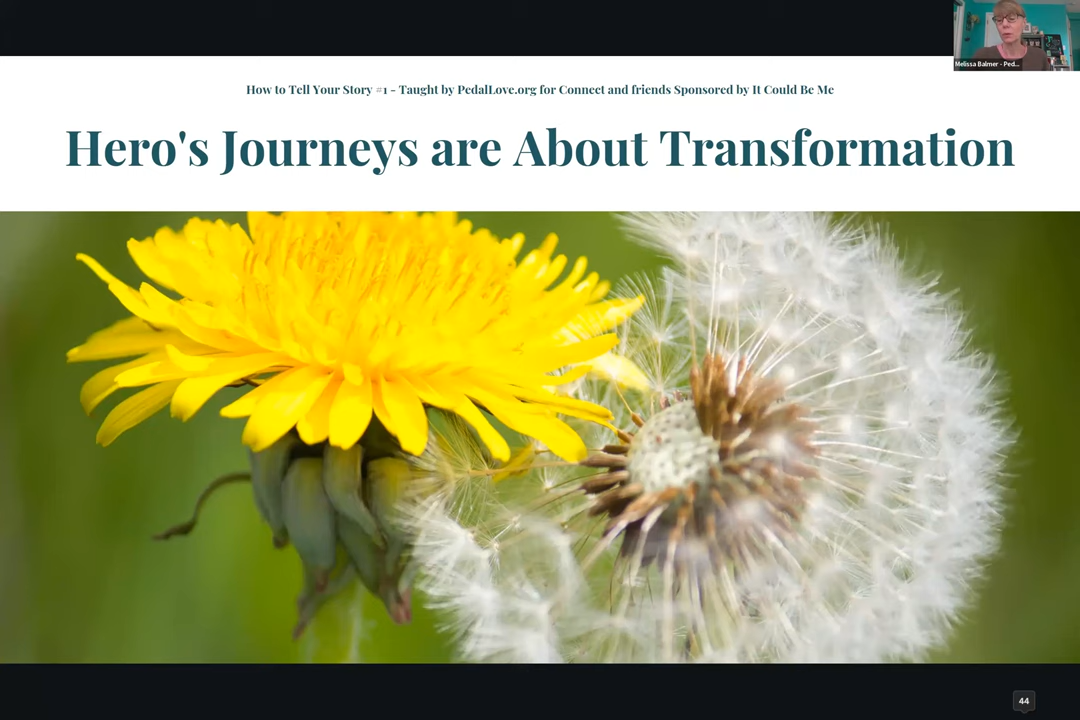 Melissa Balmer - Ped...
How to Tell Your Story #1 - Taught by PedalLove.org for Connect and friends Sponsored by It Could Be Me
Hero's Journeys are About Transformation
44